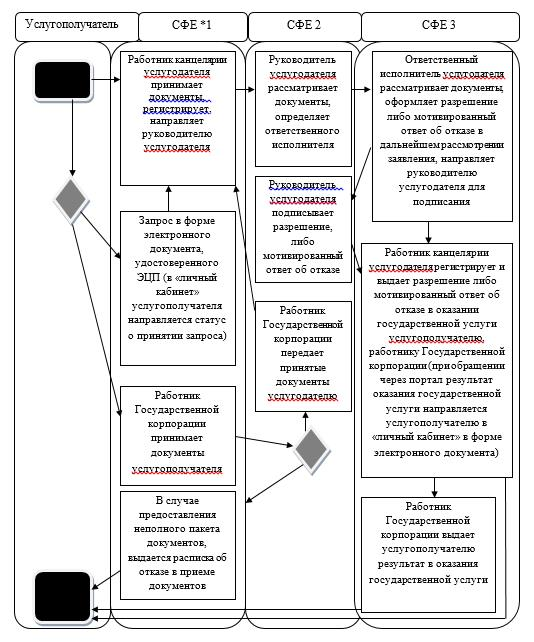 Услугополучатель
СФЕ *1
СФЕ 2
СФЕ 3
Работник канцелярии
услугодателя
принимает
документы,
регистрирует,
направляет
руководителю
услугодателя
Руководитель
услугодателя
рассматривает
документы,
определяет
ответственного
исполнителя
Ответственный
исполнитель услугодателя
рассматривает документы,
оформляет разрешение
либо мотивированный
ответ об отказе в
дальнейшем рассмотрении
заявления, направляет
руководителю
услугодателя для
подписания
Запрос в форме
электронного
документа,
удостоверенного
ЭЦП (в «личный
кабинет»
услугополучателя
направляется статус
о принятии запроса)
Руководитель
услугодателя
подписывает
разрешение,
либо
мотивированный
ответ об отказе
Работник канцелярии
услугодателя регистрирует и
выдает разрешение либо
мотивированный ответ об
отказе в оказании
государственной услуги
услугополучателю,
работнику Государственной
корпорации (при обращении
через портал результат
оказания государственной
услуги направляется
услугополучателю в
«личный кабинет» в форме
электронного документа)
Работник
Государственной
корпорации
передает
принятые
документы
услугодателю
Работник
Государственной
корпорации
принимает
документы
услугополучателя
В случае
предоставления
неполного пакета
документов,
выдается расписка об
отказе в приеме
документов
Работник
Государственной
корпорации выдает
услугополучателю
результат в оказания
государственной услуги